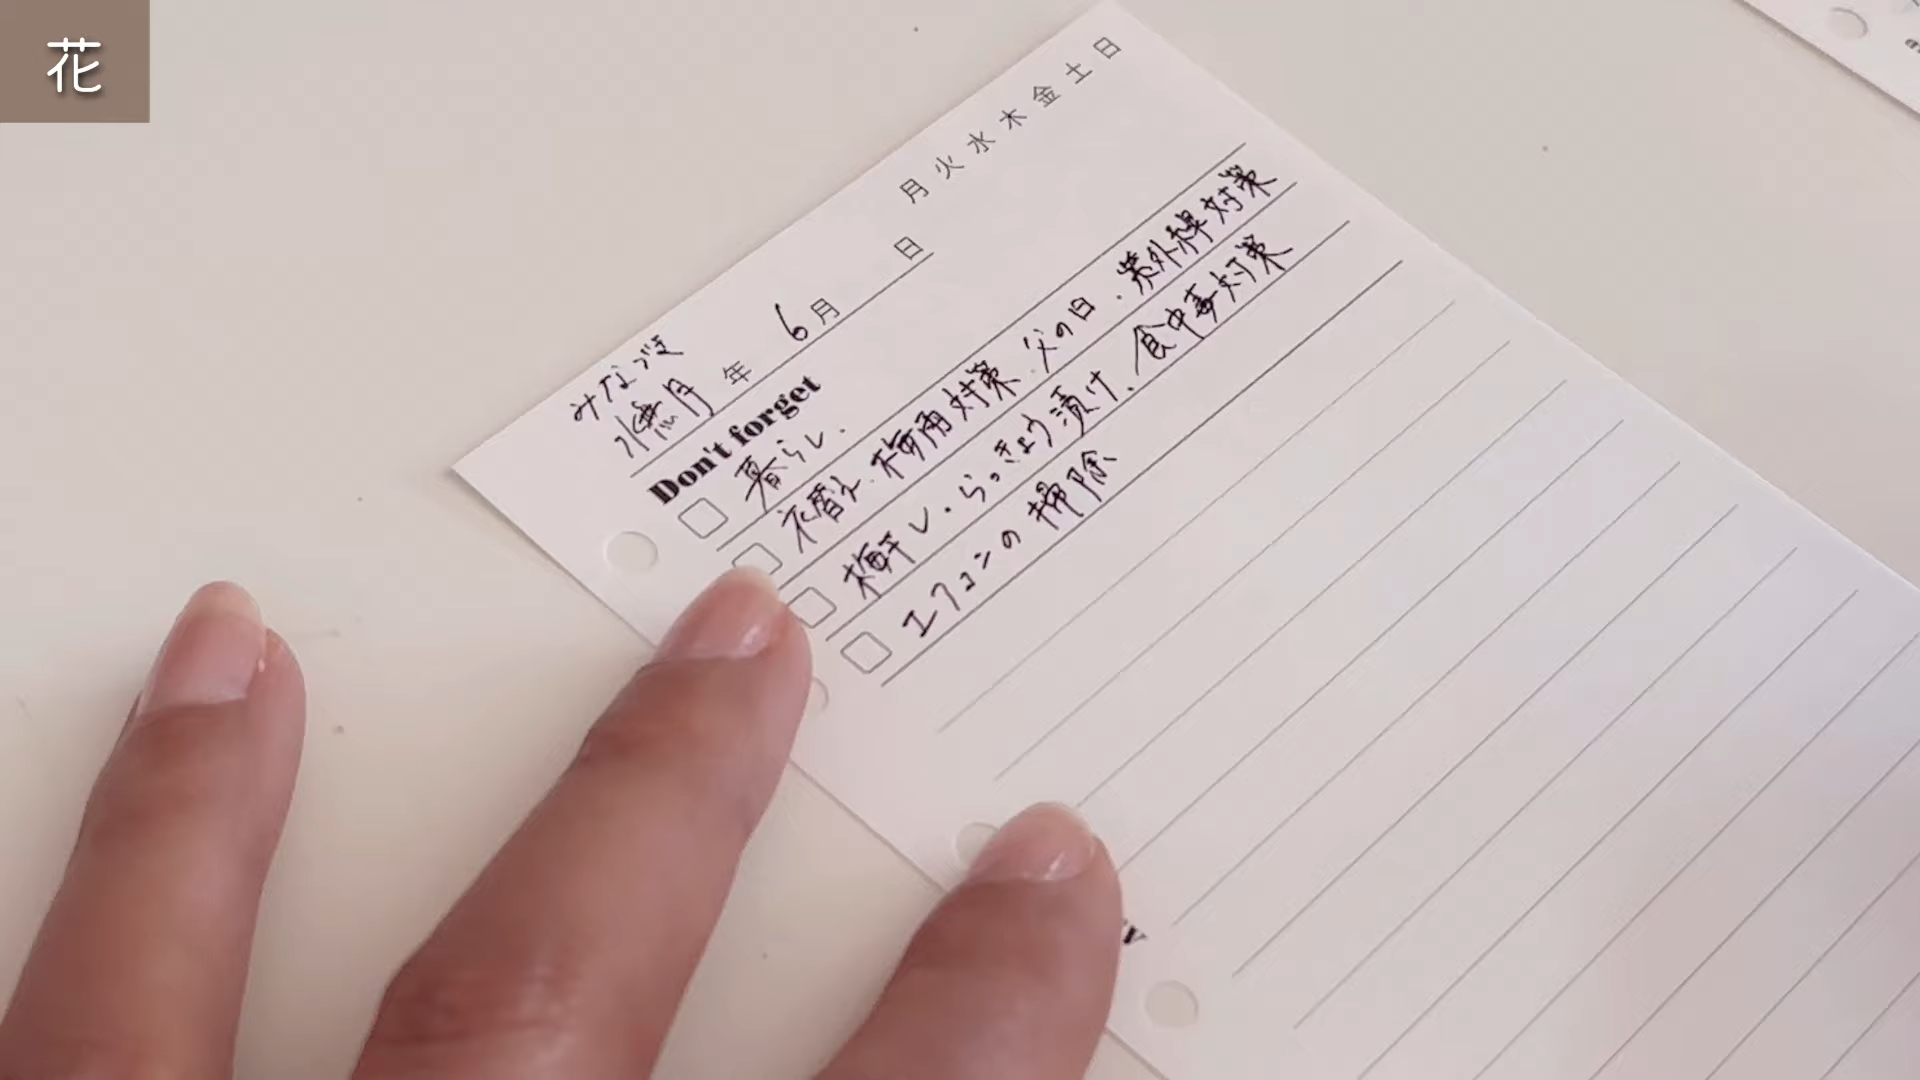 花
月 火 水 木 金 土 日
みなづき
水無月 年 6月 日
Don't forget
暮らし.
衣替え.梅雨対策.父の日.紫外線対策
梅干し.らっきょう漬け.食中毒対策
エアコンの掃除